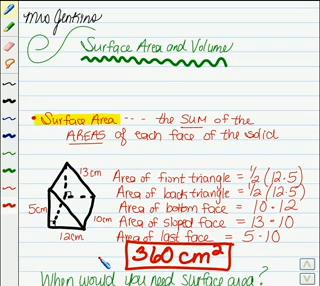 Mrs Jenkins
Surface Area and Volume
• Surface Area --- the SUM of the
AREAS of each face of the solid
13cm
5cm
10cm
12cm
Area of front triangle = 1/2 (12·5)
Area of back triangle = 1/2 (12·5)
Area of bottom face = 10·12
Area of sloped face = 13·10
Area of last face = 5·10
360 cm²
When would you need surface area?